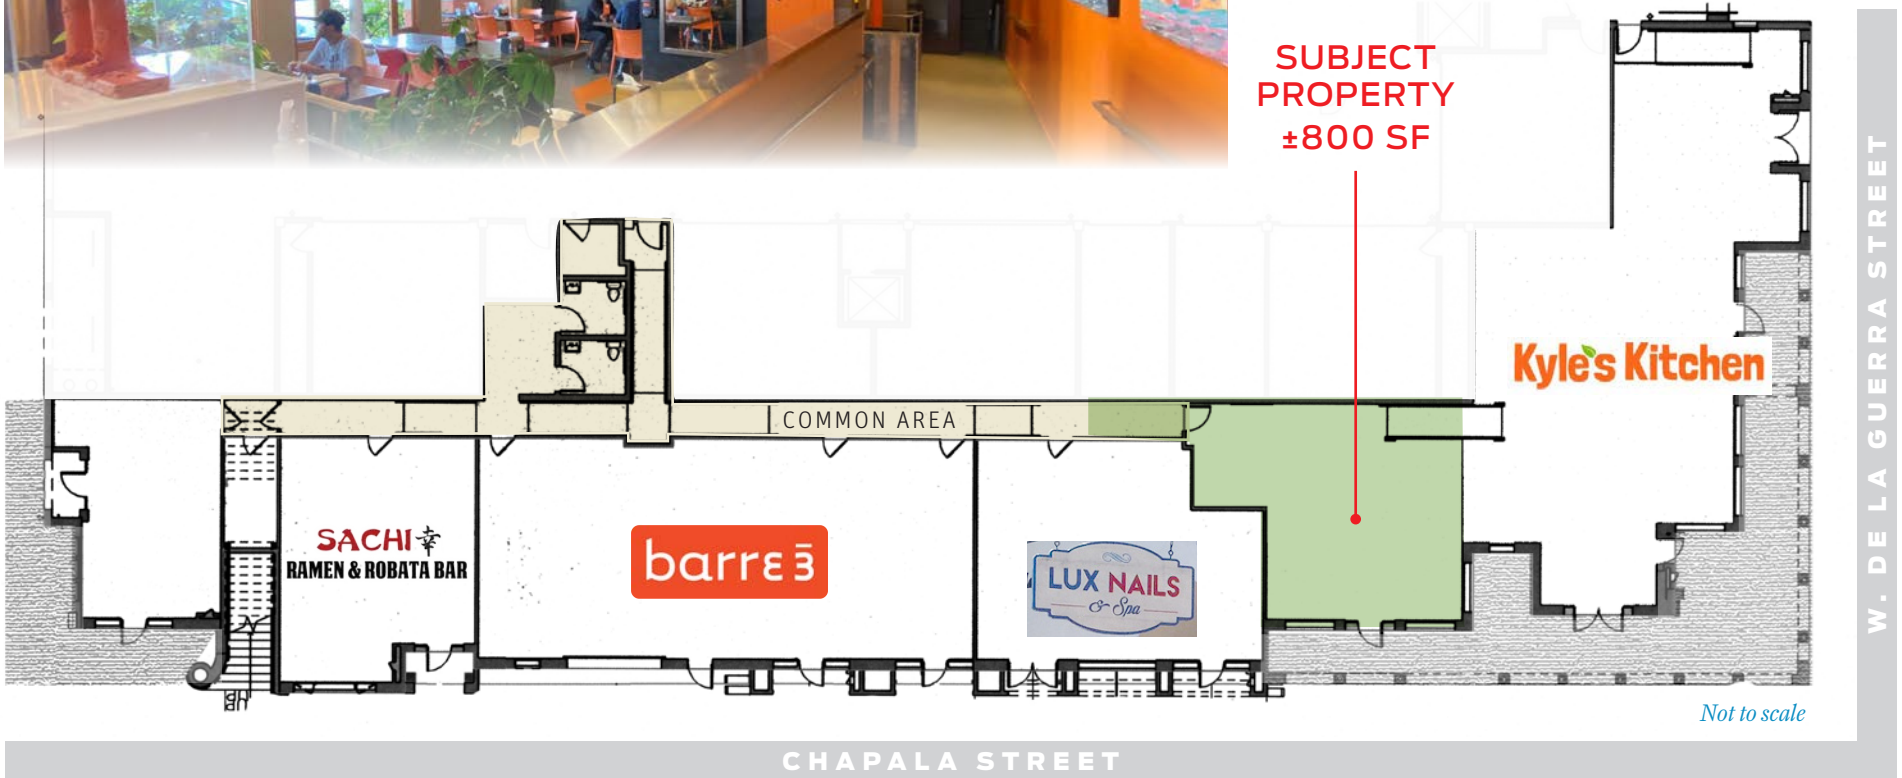 SUBJECT
PROPERTY
±800 SF
W. DE LA GUERRA STREET
Kyle's Kitchen
COMMON AREA
SACHI 幸
RAMEN & ROBATA BAR
barre3
LUX NAILS
& Spa
Not to scale
CHAPALA STREET